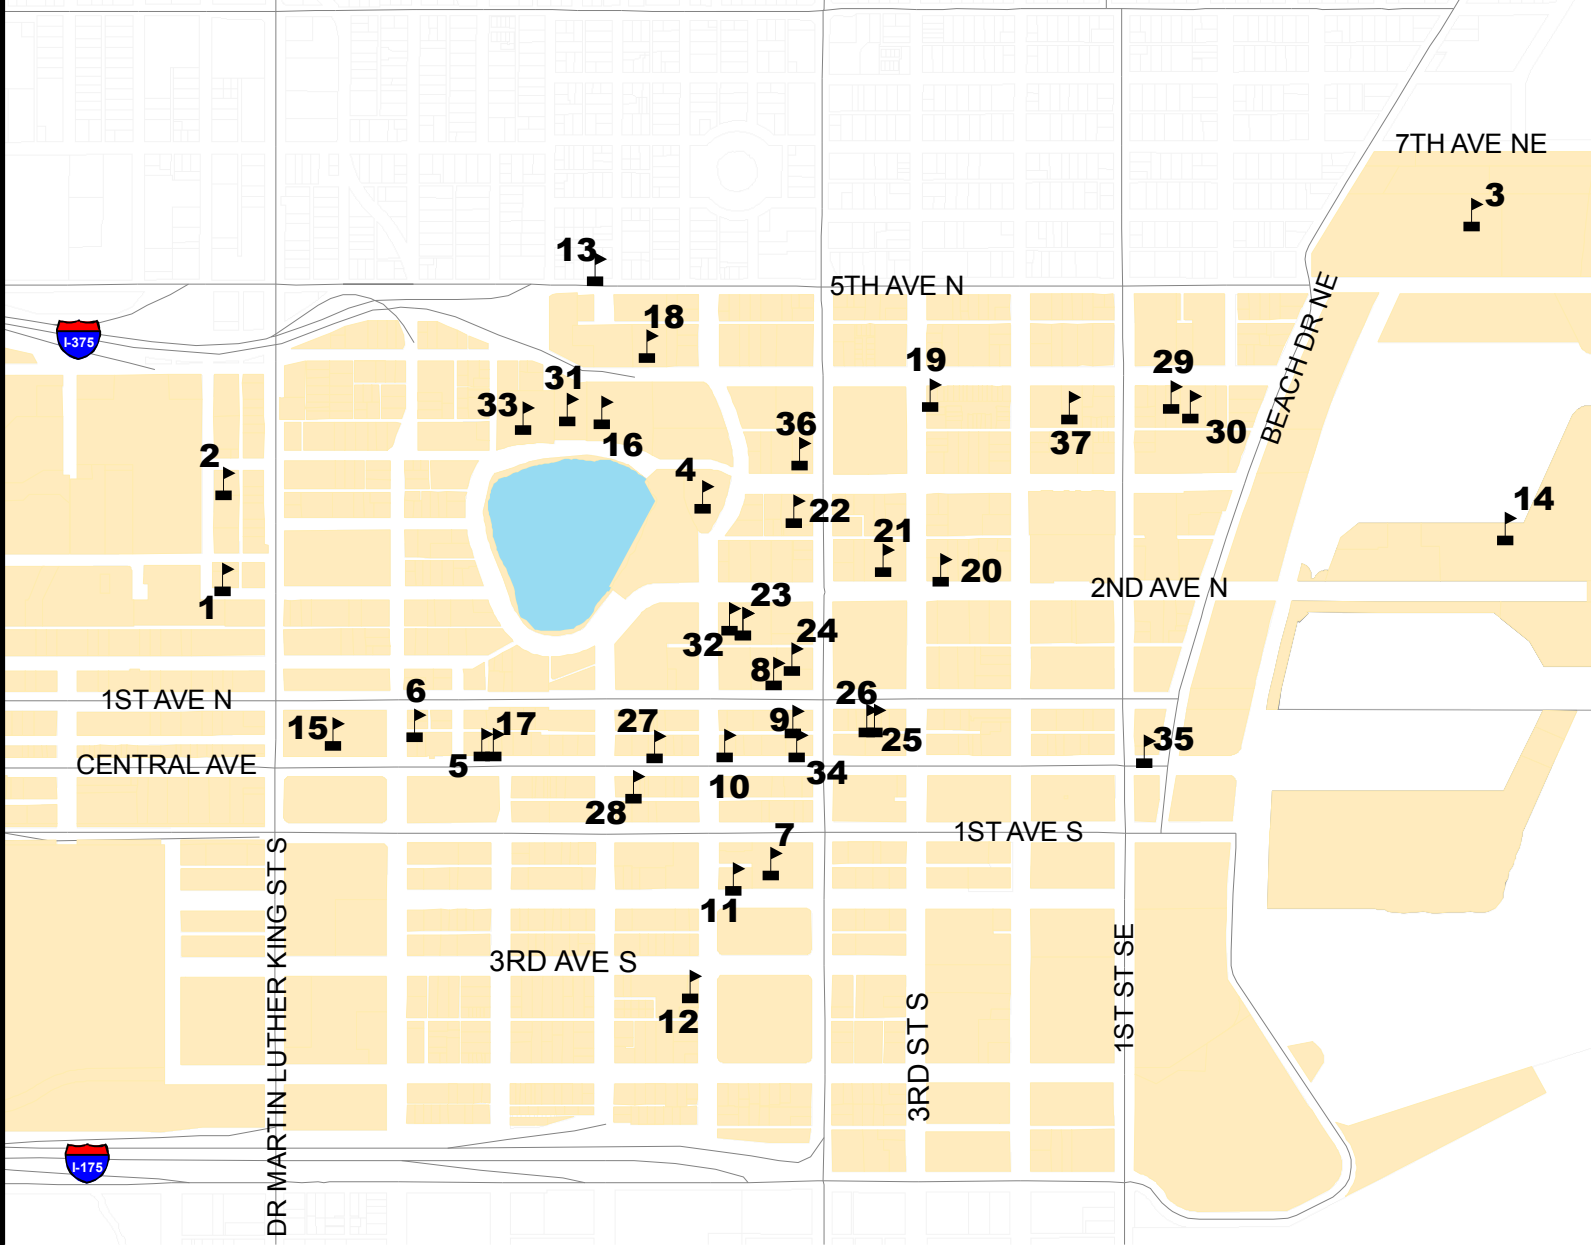 7TH AVE NE
3
13
5TH AVE N
18
I-375
BEACH DR NE
19
29
31
33
16
36
37
30
2
4
22
14
21
20
1
2ND AVE N
23
32
24
8
6
26
1ST AVE N
15
17
27
9
25
35
5
CENTRAL AVE
10
34
28
7
1ST AVE S
11
3RD AVE S
12
DR MARTIN LUTHER KING ST S
3RD ST S
1ST ST SE
I-175